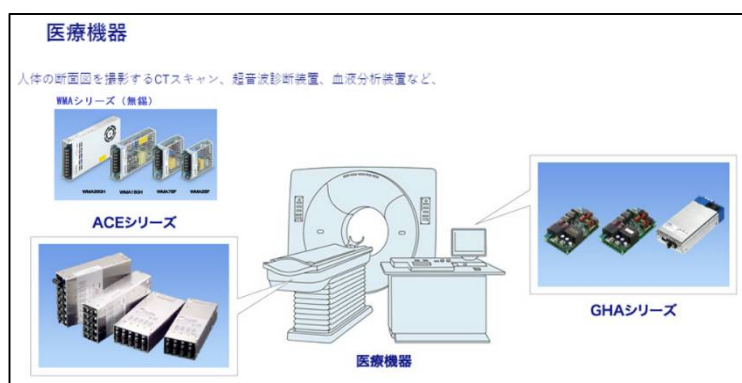 医療機器
人体の断面図を撮影するCTスキャン、超音波診断装置、血液分析装置など、
WMAシリーズ（無錫）
ACEシリーズ
GHAシリーズ
医療機器